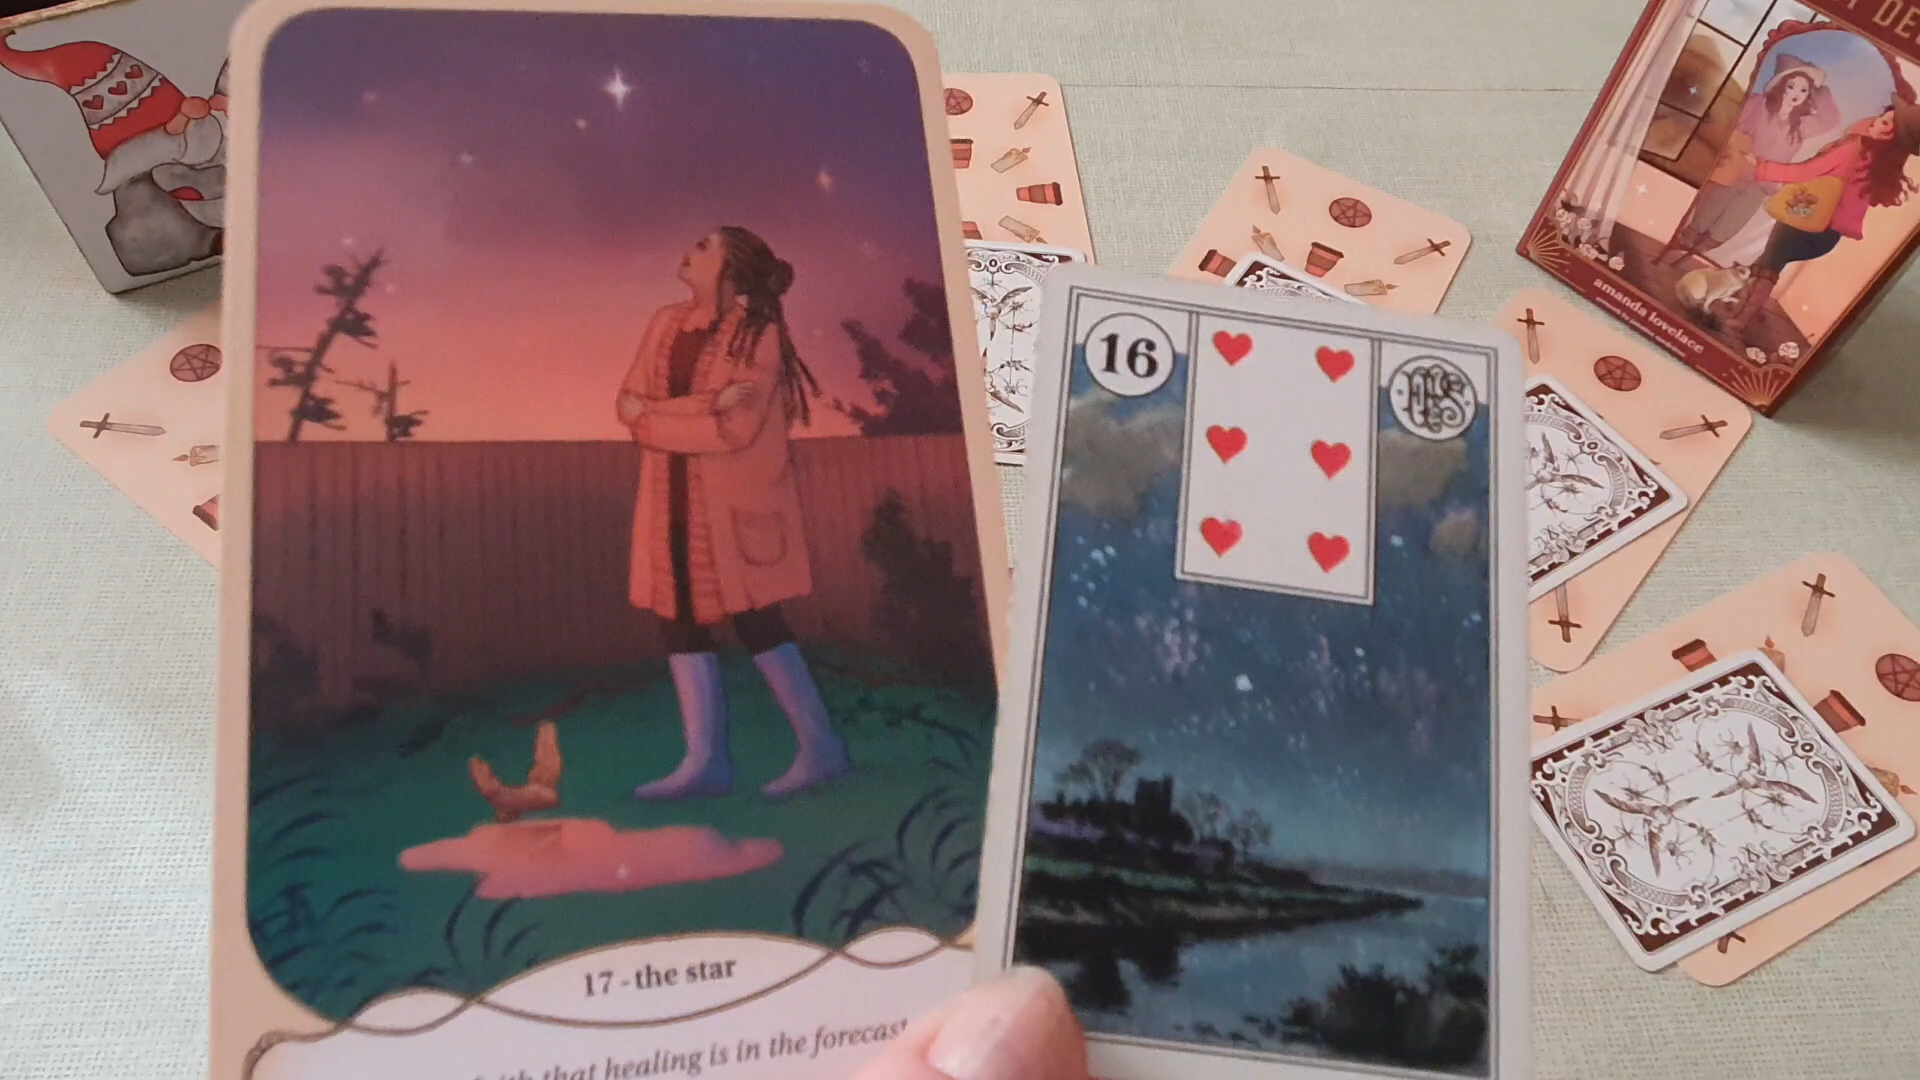 16
17 - the star
that healing is in the forecast
amanda lovelace